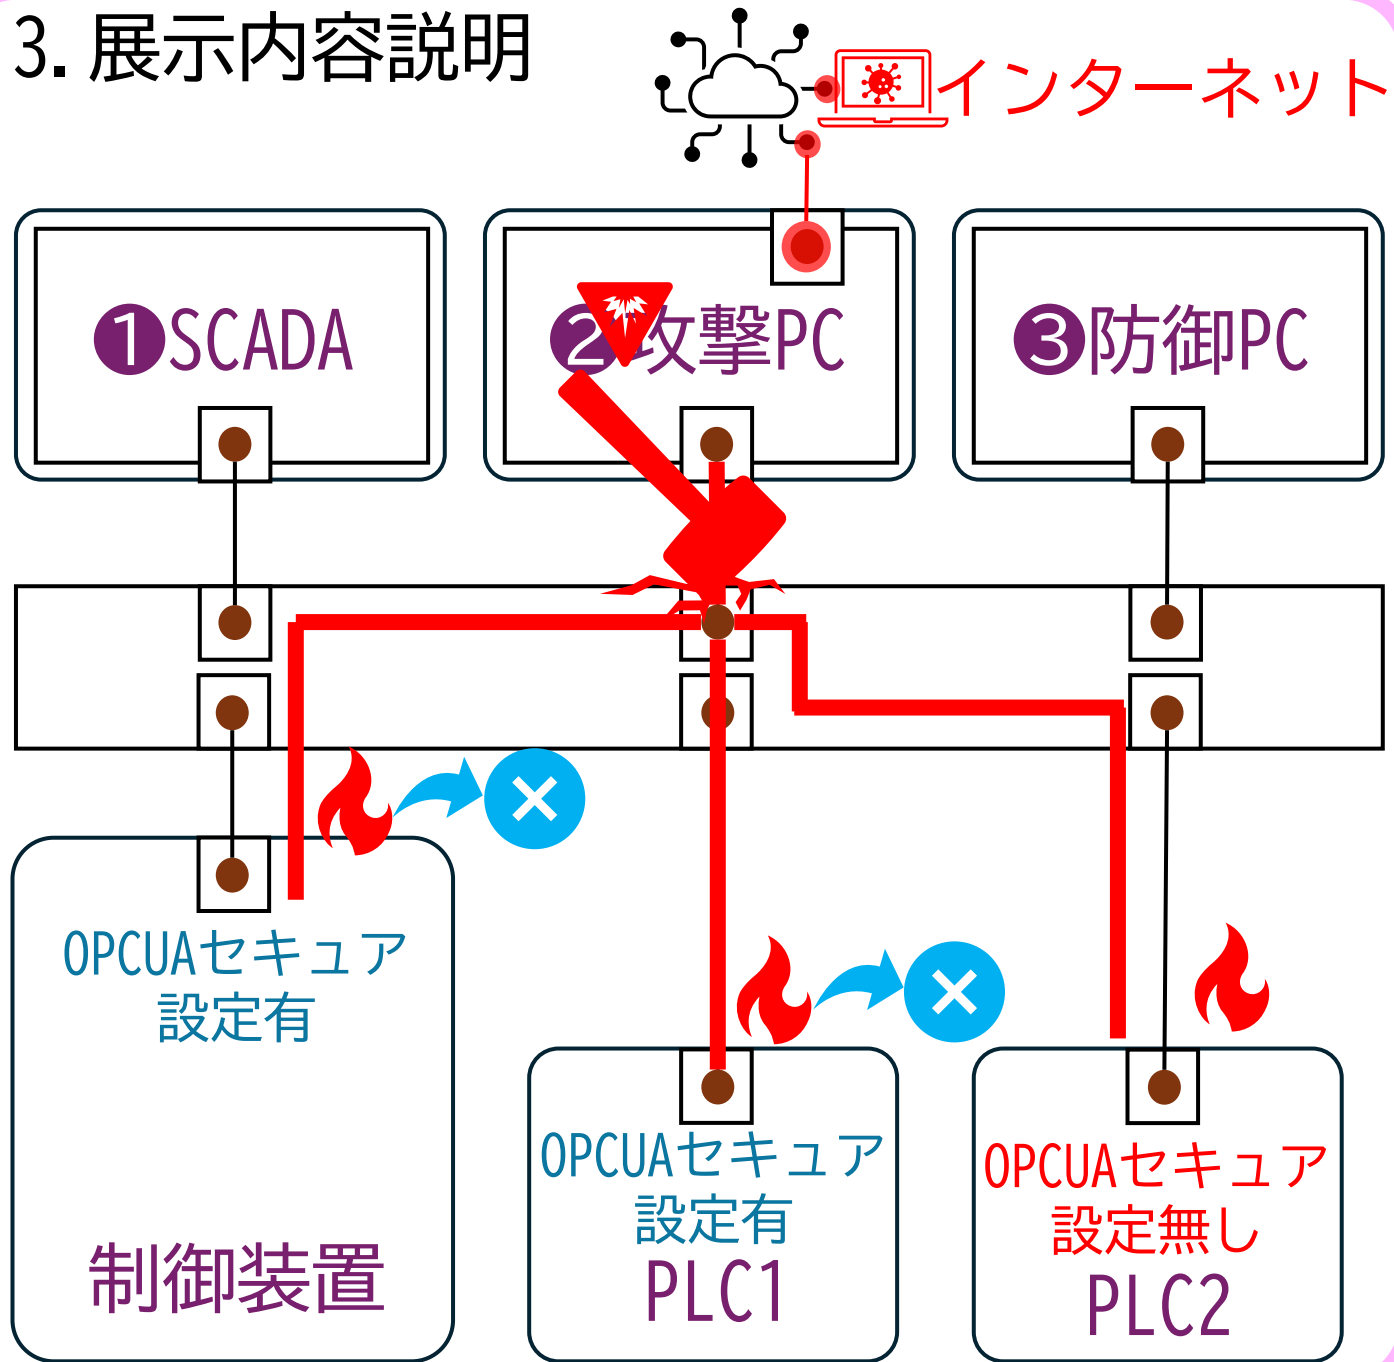 3. 展示内容説明
インターネット
❶SCADA
❷攻撃PC
❸防御PC
OPCUAセキュア
設定有
制御装置
OPCUAセキュア
設定有
PLC1
OPCUAセキュア
設定無し
PLC2